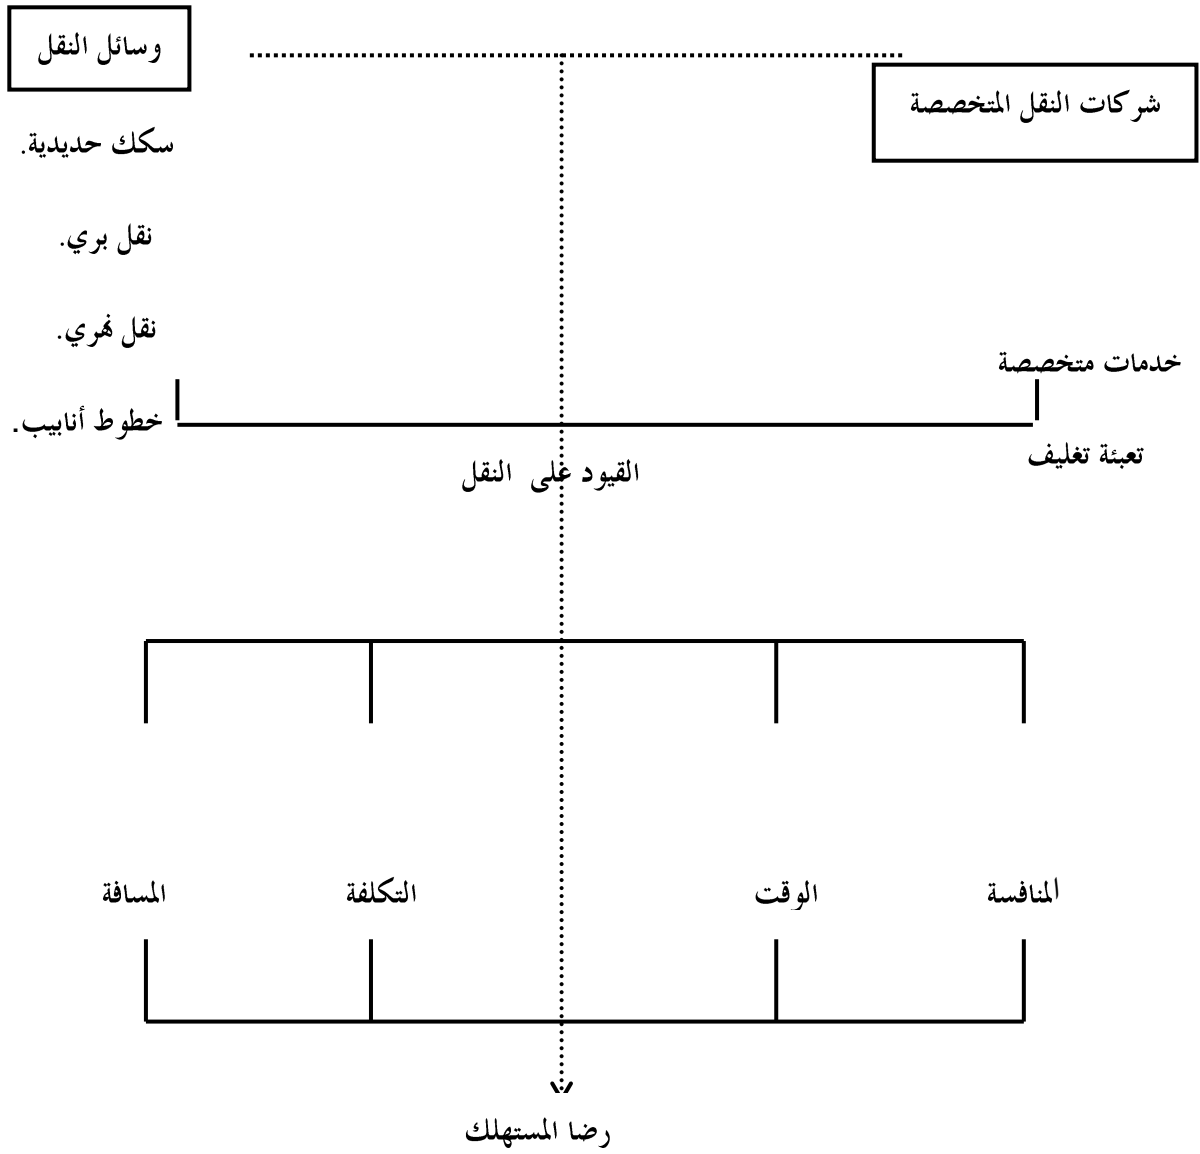 وسائل النقل
شركات النقل المتخصصة
سكك حديدية.
نقل بري.
نقل نهري.
خدمات متخصصة
خطوط أنابيب.
تعبئة تغليف
القيود على النقل
ألمنافسة
الوقت
التكلفة
المسافة
رضا المستهلك